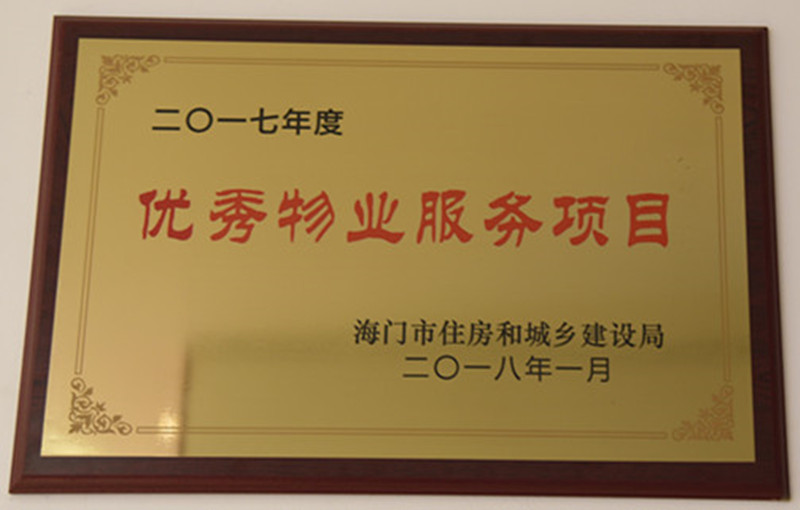 二〇一七年度
优秀物业服务项目
海门市住房和城乡建设局
二〇一八年一月